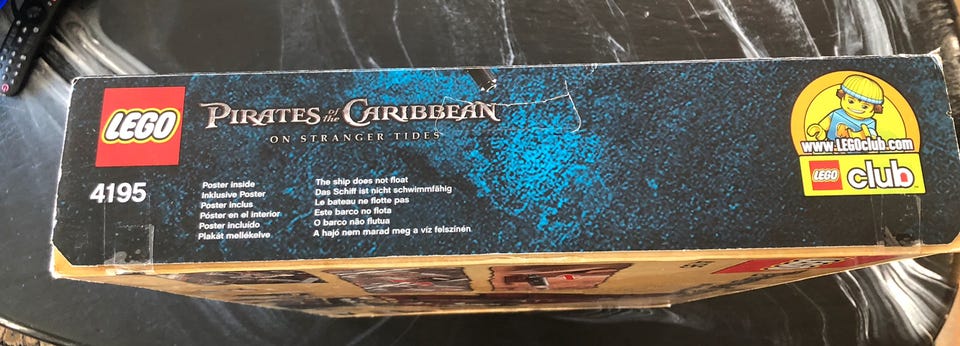 LEGO
PIRATES of the CARIBBEAN
ON STRANGER TIDES
4195
Poster inside
Inklusive Poster
Poster inclus
Póster en el interior
Poster incluído
Plakát mellékelve
The ship does not float
Das Schiff ist nicht schwimmfähig
Le bateau ne flotte pas
Este barco no flota
O barco não flutua
A hajó nem marad meg a víz felszínén.
www.LEGOclub.com
LEGO club